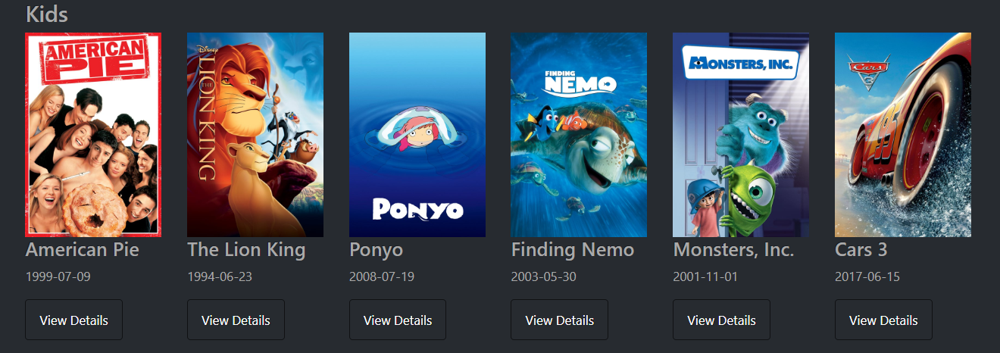 Kids
AMERICAN
PIE
Disney
THE
LION KING
PONYO
FINDING
NEMO
MONSTERS, INC.
Cars
3
95
American Pie
The Lion King
Ponyo
Finding Nemo
Monsters, Inc.
Cars 3
1999-07-09
1994-06-23
2008-07-19
2003-05-30
2001-11-01
2017-06-15
View Details
View Details
View Details
View Details
View Details
View Details